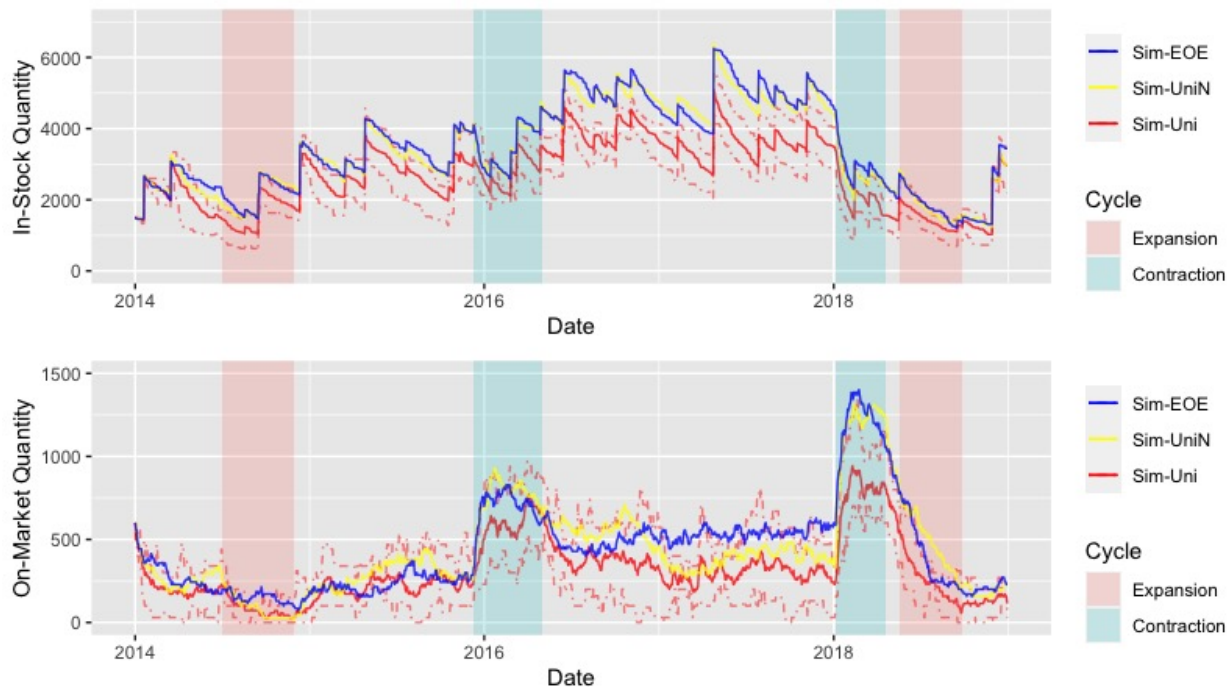 In-Stock Quantity
6000
4000
2000
0
2014
2016
2018
Date
Sim-EOE
Sim-UniN
Sim-Uni
Cycle
Expansion
Contraction
On-Market Quantity
1500
1000
500
0
2014
2016
2018
Date
Sim-EOE
Sim-UniN
Sim-Uni
Cycle
Expansion
Contraction